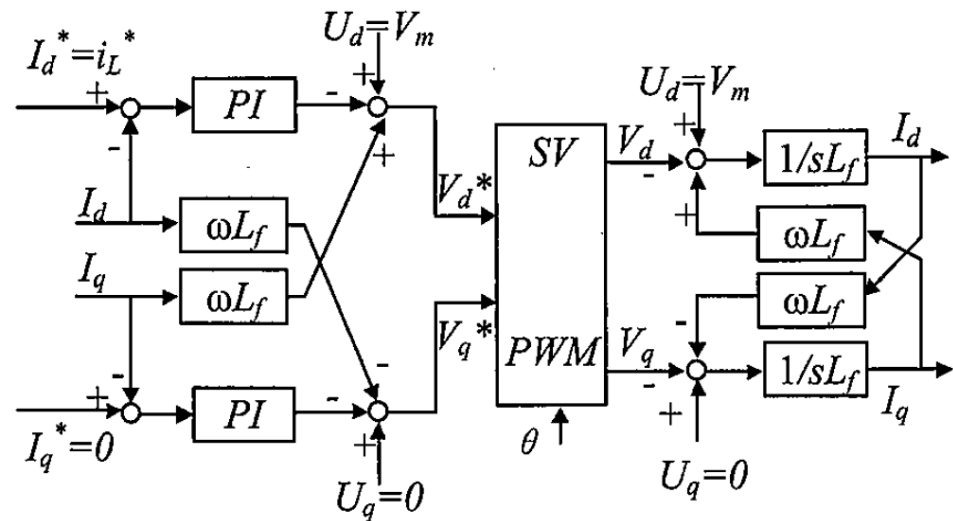 U_d=V_m
I_d^*=i_L^*
+
-
PI
-
+
+
U_d=V_m
SV
V_d
-
+
+
1/sL_f
I_d
I_d
ωL_f
V_d*
ωL_f
I_q
ωL_f
V_q*
ωL_f
-
-
PWM
V_q
-
-
+
1/sL_f
I_q
+
PI
-
+
I_q^*=0
θ
U_q=0
U_q=0